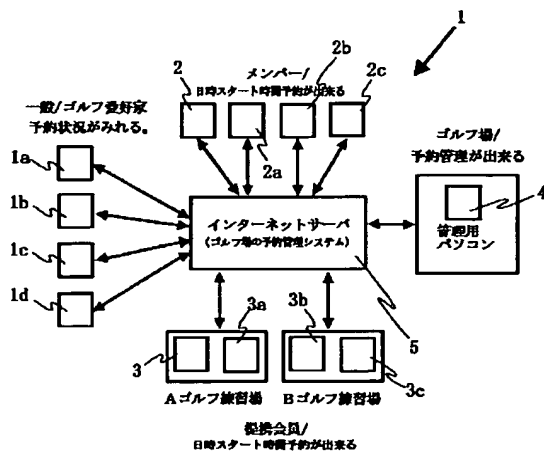 1
メンバー/
日時スタート時間予約が出来る
2
2b
2c
2a
一般/ゴルフ愛好家
予約状況がみれる。
1a
1b
1c
1d
ゴルフ場/
予約管理が出来る
4
管理用
パソコン
インターネットサーバ
(ゴルフ場の予約管理システム)
5
3
3a
3b
3c
Aゴルフ練習場
Bゴルフ練習場
提携会員/
日時スタート時間予約が出来る